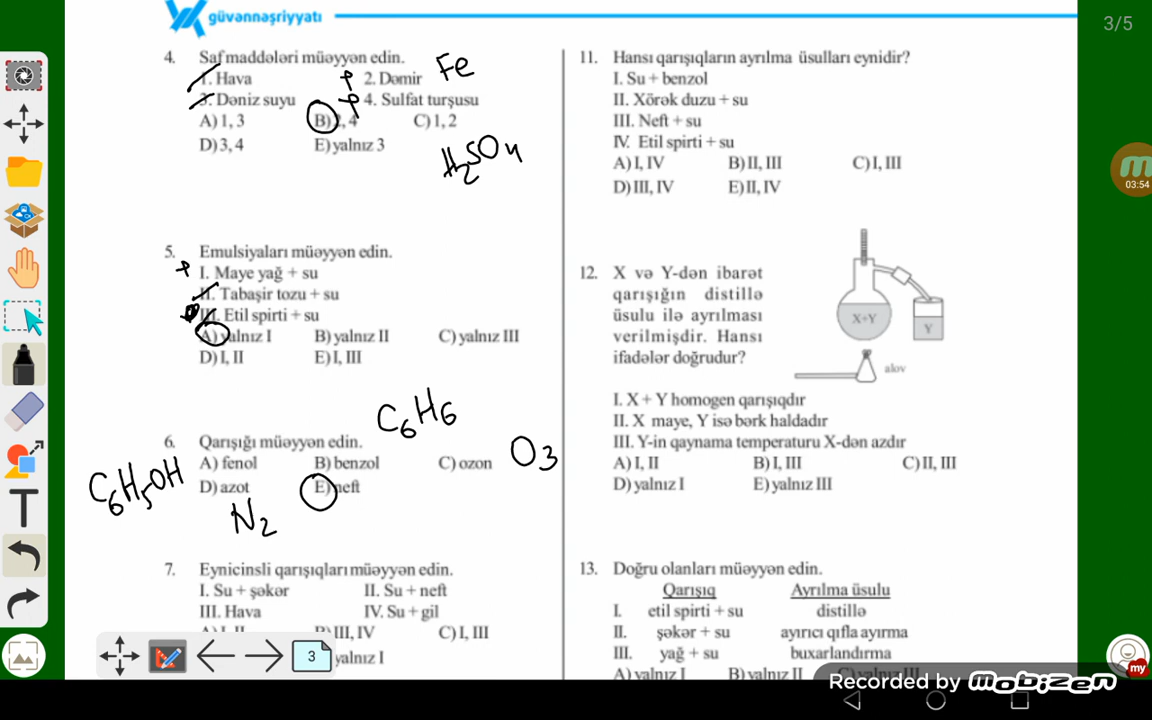 güvənnəşriyyatı
3/5
4. Saf maddələri müəyyən edin.
1. Hava 2. Dəmir Fe
3. Dəniz suyu 4. Sulfat turşusu
A) 1, 3 B) 2, 4 C) 1, 2
D) 3, 4 E) yalnız 3
H2SO4
5. Emulsiyaları müəyyən edin.
I. Maye yağ + su
II. Tabaşir tozu + su
III. Etil spirti + su
A) yalnız I B) yalnız II C) yalnız III
D) I, II E) I, III
C6H6
6. Qarışığı müəyyən edin.
A) fenol B) benzol C) ozon O3
C6H5OH D) azot E) neft
N2
7. Eynicinsli qarışıqları müəyyən edin.
I. Su + şəkər II. Su + neft
III. Hava IV. Su + gil
B) III, IV C) I, III
yalnız I
3
11. Hansı qarışıqların ayrılma üsulları eynidir?
I. Su + benzol
II. Xörək duzu + su
III. Neft + su
IV. Etil spirti + su
A) I, IV B) II, III C) I, III
D) III, IV E) II, IV
12. X və Y-dən ibarət
qarışığın distillə
üsulu ilə ayrılması
verilmişdir. Hansı
ifadələr doğrudur?
X+Y
Y
alov
I. X + Y homogen qarışıqdır
II. X maye, Y isə bərk haldadır
III. Y-in qaynama temperaturu X-dən azdır
A) I, II B) I, III C) II, III
D) yalnız I E) yalnız III
13. Doğru olanları müəyyən edin.
Qarışıq Ayrılma üsulu
I. etil spirti + su distillə
II. şəkər + su ayırıcı qıfla ayırma
III. yağ + su buxarlandırma
A) yalnız I B) yalnız II C) yalnız III
03:54
my
Recorded by mobizen
T